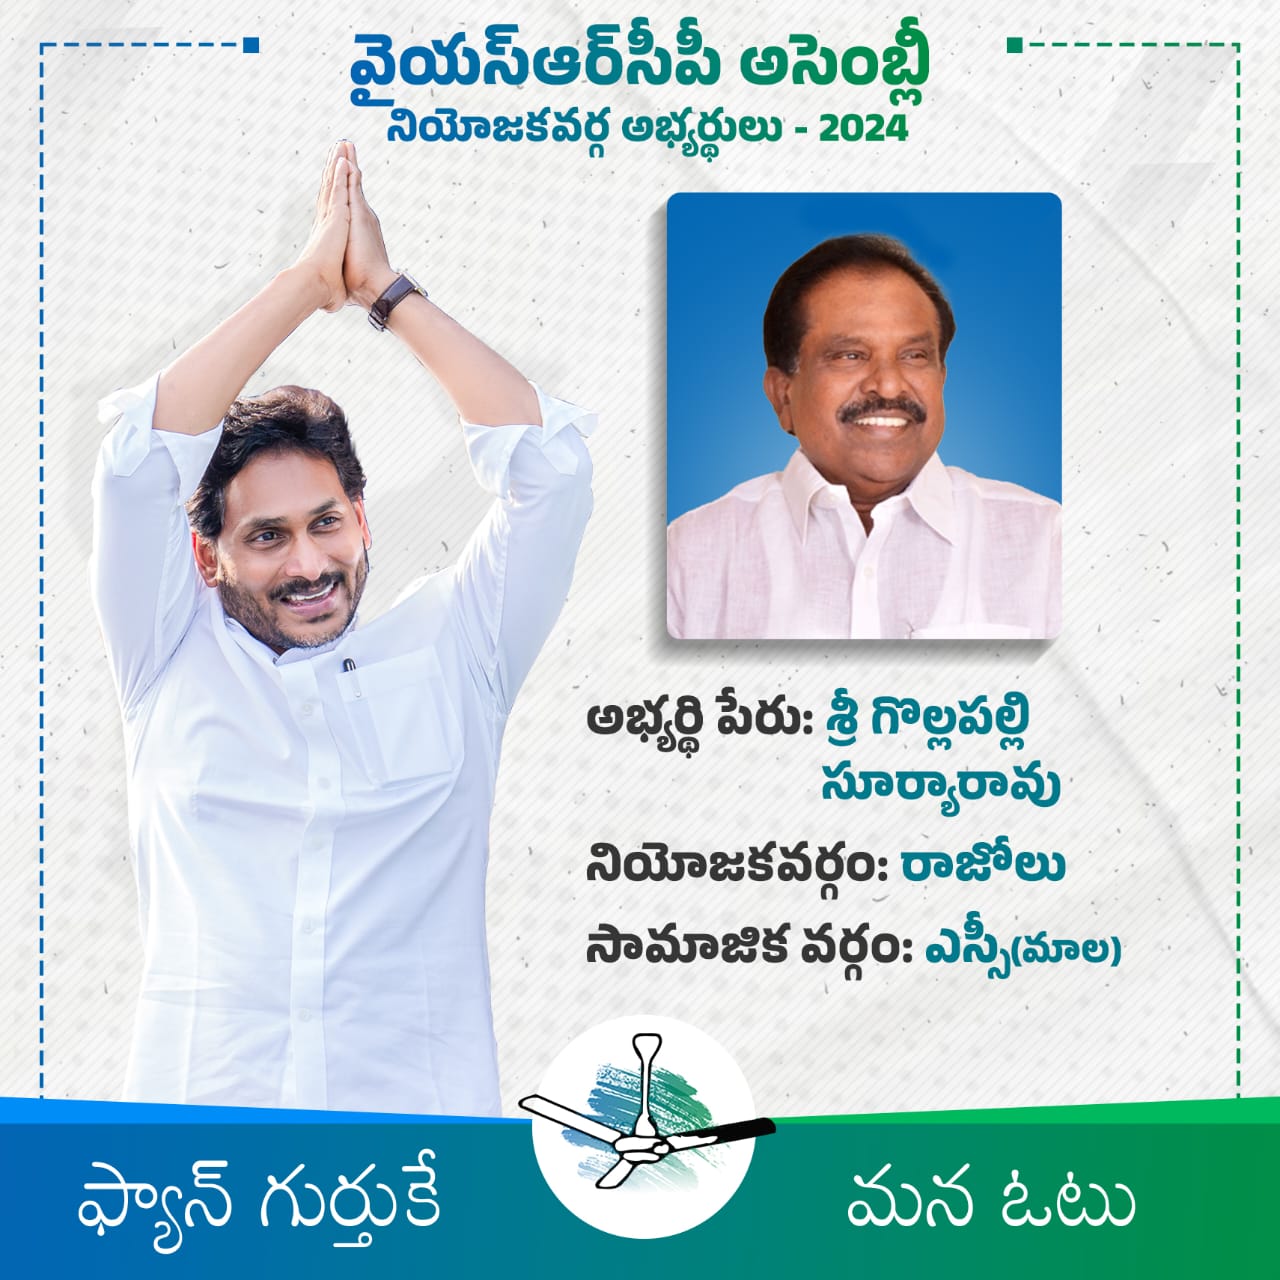 వైయస్ఆర్‌సీపీ అసెంబ్లీ
నియోజకవర్గ అభ్యర్థులు - 2024
అభ్యర్థి పేరు: శ్రీ గొల్లపల్లి
సూర్యారావు
నియోజకవర్గం: రాజోలు
సామాజిక వర్గం: ఎస్సీ(మాల)
ఫ్యాన్ గుర్తుకే మన ఓటు